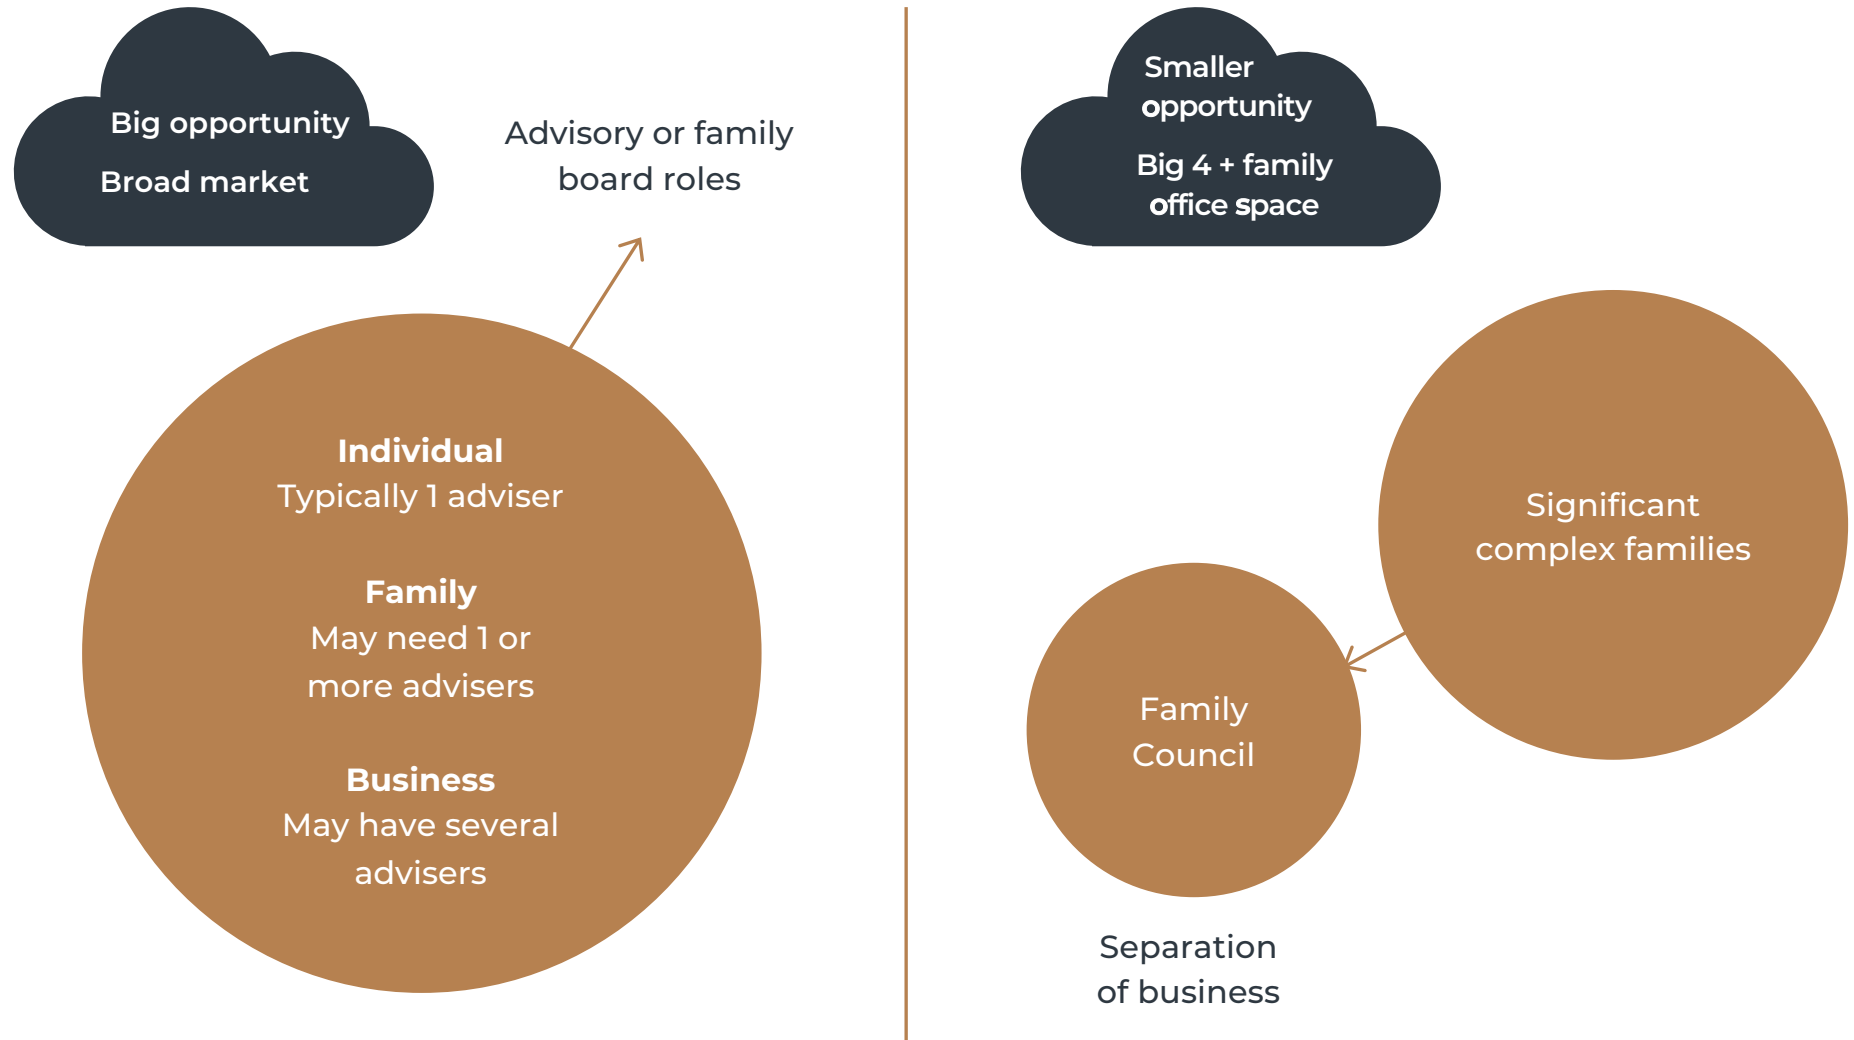 Big opportunity
Broad market
Advisory or family
board roles
Individual
Typically 1 adviser
Family
May need 1 or
more advisers
Business
May have several
advisers
Smaller
opportunity
Big 4 + family
office space
Significant
complex families
Family
Council
Separation
of business